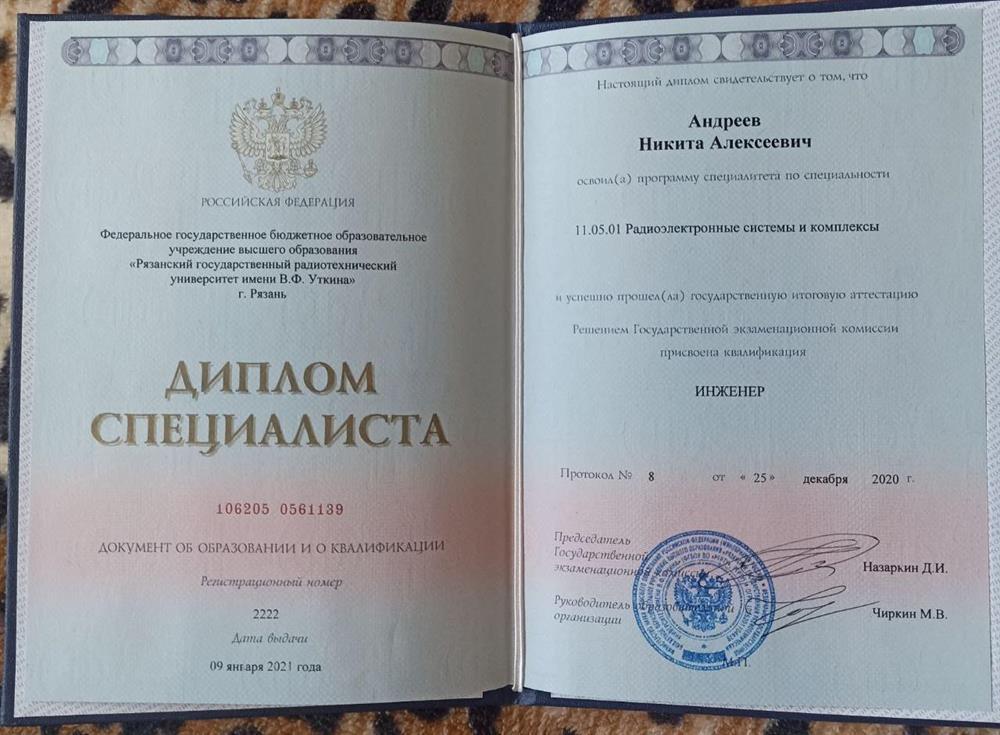 РОССИЙСКАЯ ФЕДЕРАЦИЯ
Федеральное государственное бюджетное образовательное
учреждение высшего образования
«Рязанский государственный радиотехнический
университет имени В.Ф. Уткина»
г. Рязань
ДИПЛОМ
СПЕЦИАЛИСТА
106205 0561139
ДОКУМЕНТ ОБ ОБРАЗОВАНИИ И О КВАЛИФИКАЦИИ
Регистрационный номер
2222
Дата выдачи
09 января 2021 года
Настоящий диплом свидетельствует о том, что
Андреев
Никита Алексеевич
освоил(а) программу специалитета по специальности
11.05.01 Радиоэлектронные системы и комплексы
и успешно прошел(ла) государственную итоговую аттестацию
Решением Государственной экзаменационной комиссии
присвоена квалификация
ИНЖЕНЕР
Протокол № 8 от « 25 » декабря 2020 г.
Председатель
Государственной
экзаменационной комиссии
Назаркин Д.И.
Руководитель образовательной
организации
Чиркин М.В.
М.П.